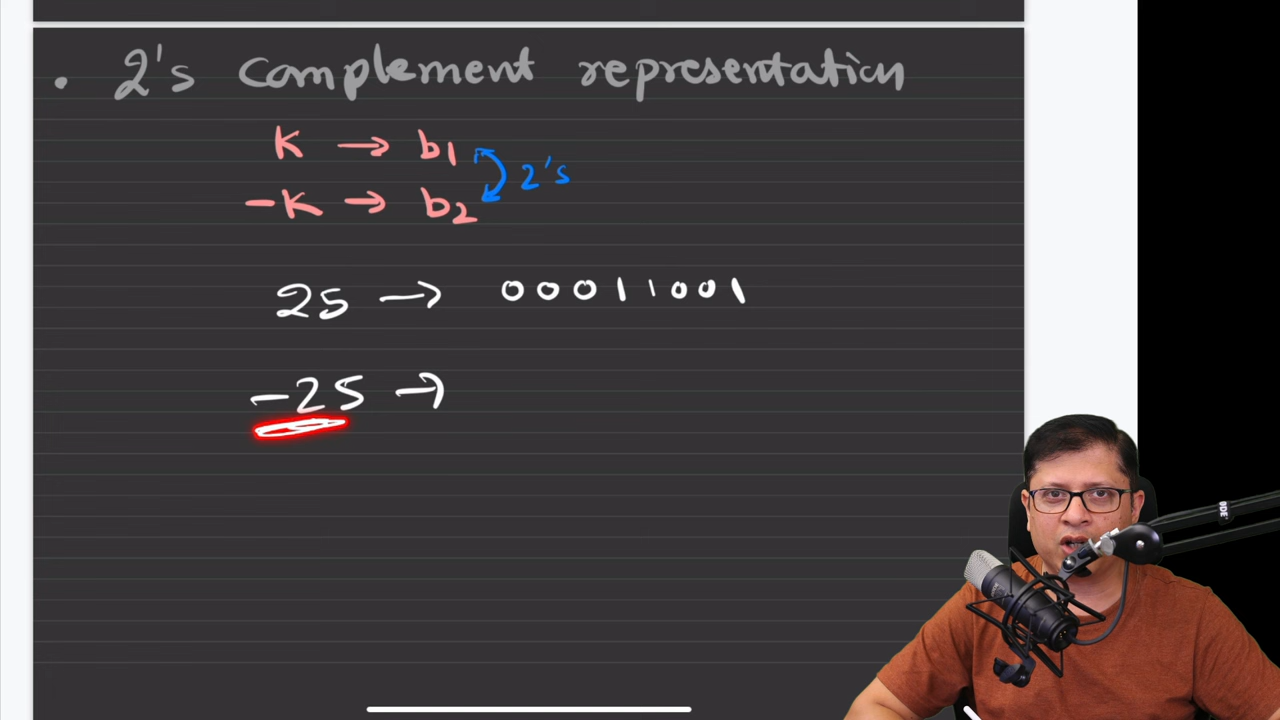 . 2's complement representation
K → b1
2's
-K → b2
25 → 00011001
-25 →